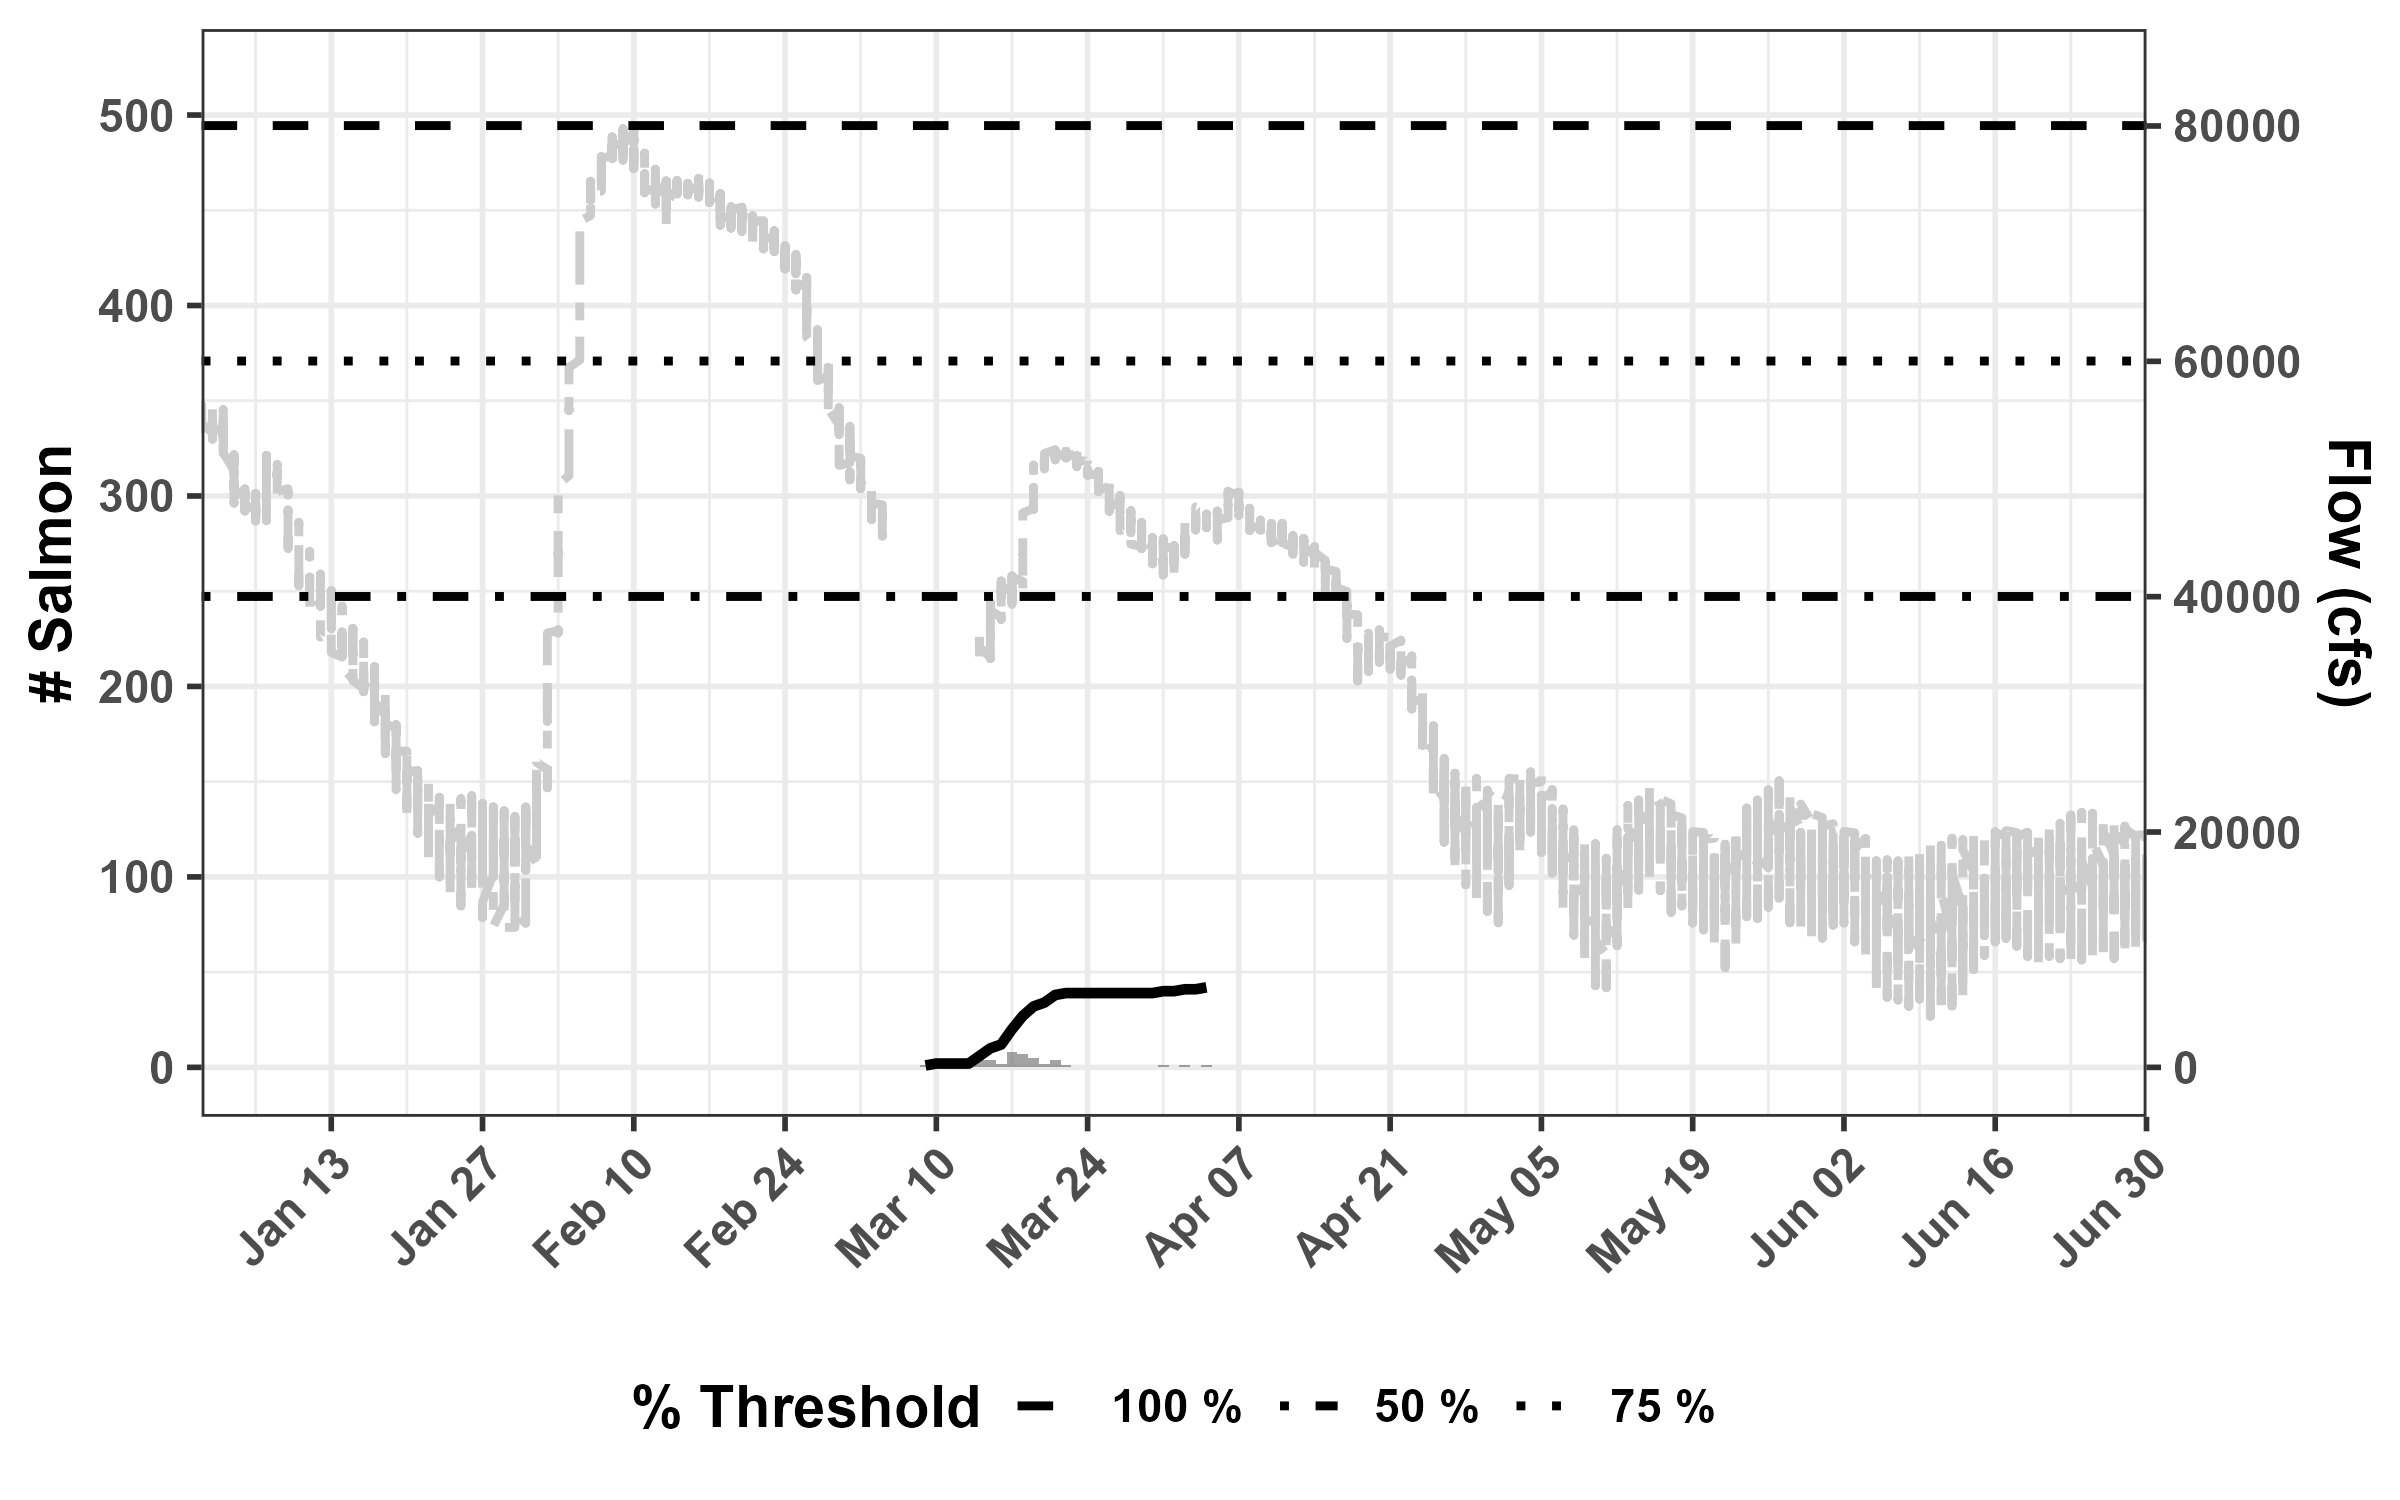 # Salmon
500
400
300
200
100
0
80000
60000
40000
20000
0
Flow (cfs)
Jan 13
Jan 27
Feb 10
Feb 24
Mar 10
Mar 24
Apr 07
Apr 21
May 05
May 19
Jun 02
Jun 16
Jun 30
% Threshold 100 % 50 % 75 %